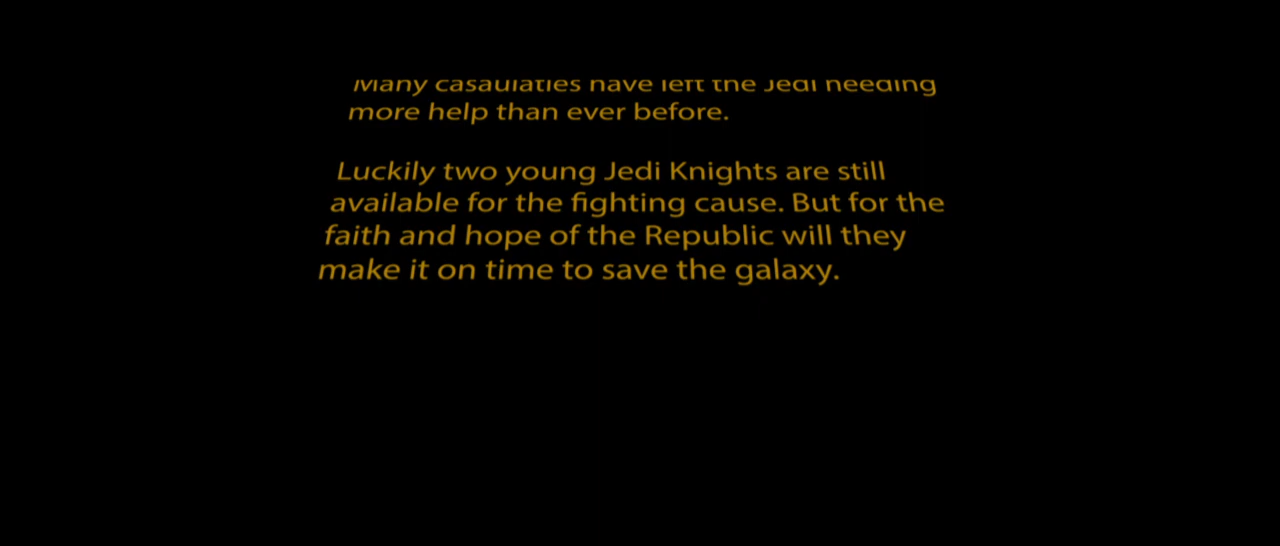 Many casaulaties have left the Jedi needing
more help than ever before.
Luckily two young Jedi Knights are still
available for the fighting cause. But for the
faith and hope of the Republic will they
make it on time to save the galaxy.